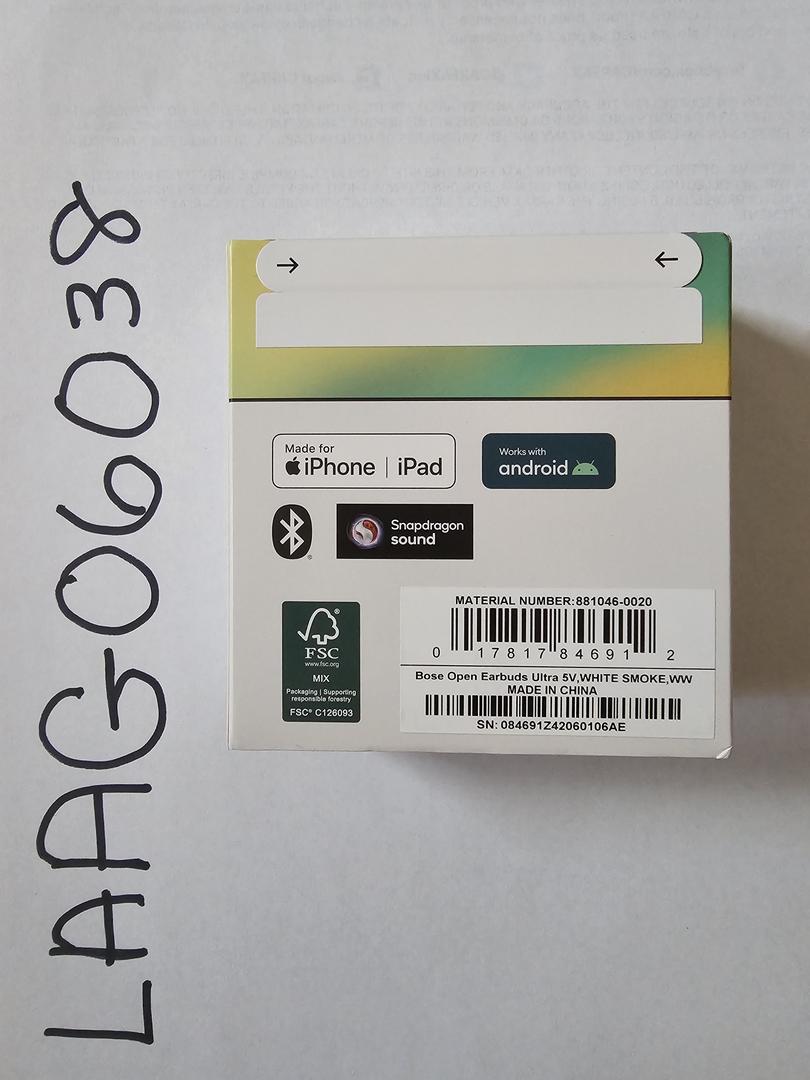 LAAG06038
→ ←
Made for
iPhone | iPad
Works with
android
Snapdragon
sound
FSC
www.fsc.org
MIX
Packaging | Supporting
responsible forestry
FSC® C126093
MATERIAL NUMBER:881046-0020
0 17817 84691 2
Bose Open Earbuds Ultra 5V,WHITE SMOKE,WW
MADE IN CHINA
SN: 084691Z42060106AE